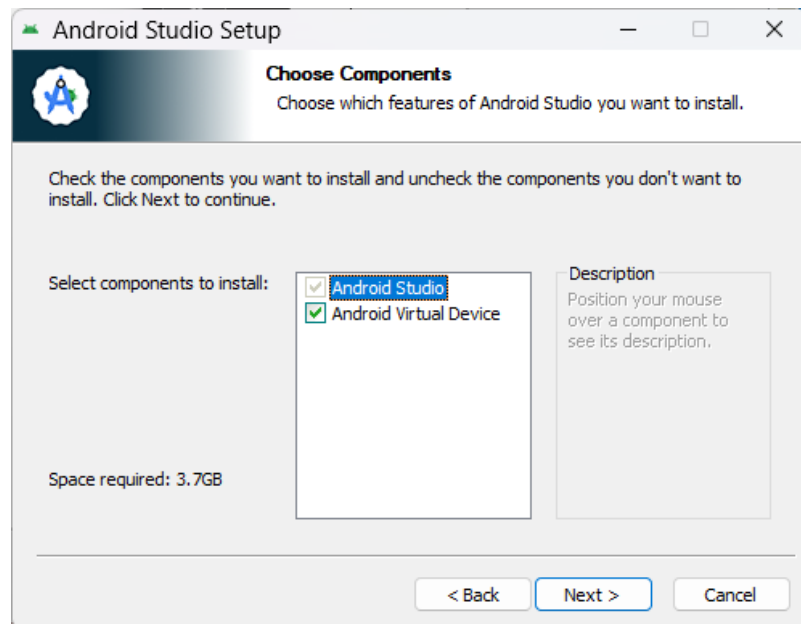 Android Studio Setup
Choose Components
Choose which features of Android Studio you want to install.
Check the components you want to install and uncheck the components you don't want to
install. Click Next to continue.
Select components to install:
Android Studio
Android Virtual Device
Description
Position your mouse
over a component to
see its description.
Space required: 3.7GB
< Back
Next >
Cancel